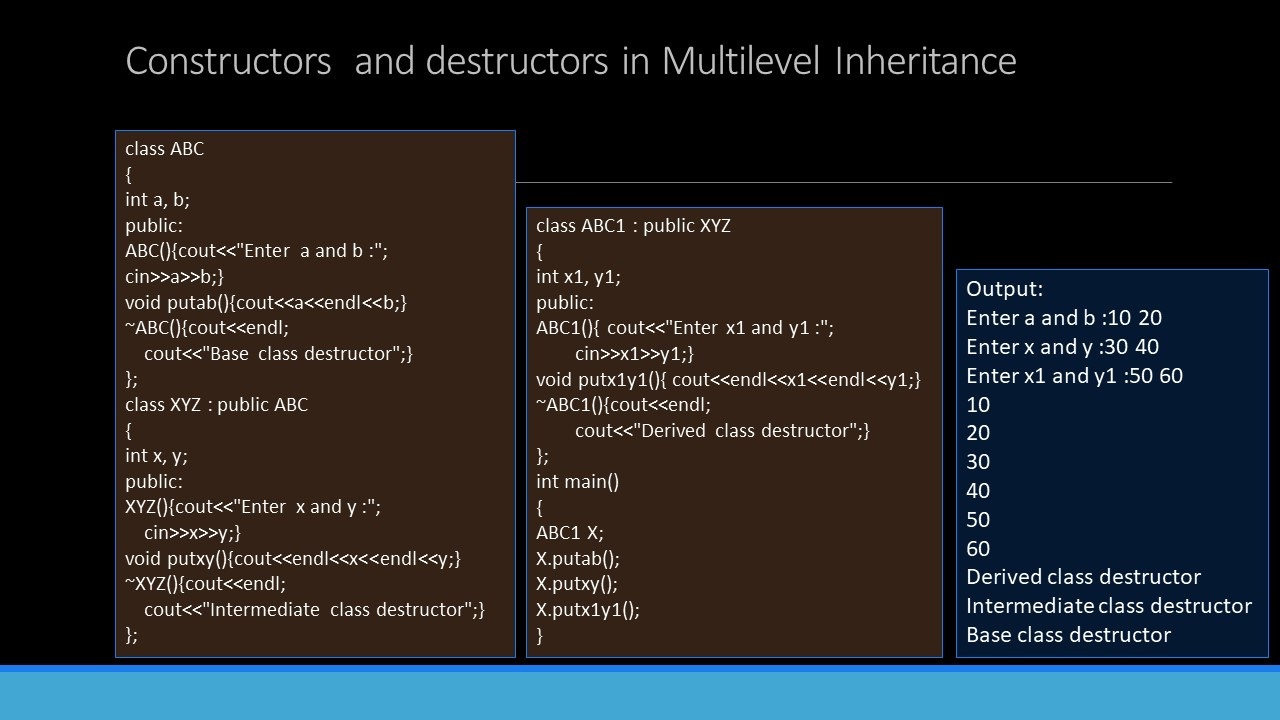 Constructors and destructors in Multilevel Inheritance
class ABC
{
int a, b;
public:
ABC(){cout<<"Enter a and b :";
cin>>a>>b;}
void putab(){cout<<a<<endl<<b;}
~ABC(){cout<<endl;
cout<<"Base class destructor";}
};
class XYZ : public ABC
{
int x, y;
public:
XYZ(){cout<<"Enter x and y :";
cin>>x>>y;}
void putxy(){cout<<endl<<x<<endl<<y;}
~XYZ(){cout<<endl;
cout<<"Intermediate class destructor";}
};
class ABC1 : public XYZ
{
int x1, y1;
public:
ABC1(){ cout<<"Enter x1 and y1 :";
cin>>x1>>y1;}
void putx1y1(){ cout<<endl<<x1<<endl<<y1;}
~ABC1(){cout<<endl;
cout<<"Derived class destructor";}
};
int main()
{
ABC1 X;
X.putab();
X.putxy();
X.putx1y1();
}
Output:
Enter a and b :10 20
Enter x and y :30 40
Enter x1 and y1 :50 60
10
20
30
40
50
60
Derived class destructor
Intermediate class destructor
Base class destructor